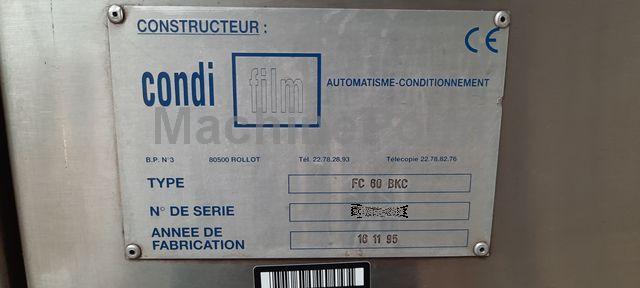 CONSTRUCTEUR :
CE
condi film
AUTOMATISME-CONDITIONNEMENT
B.P. N°3 80500 ROLLOT Tél. 22.78.28.93 Télécopie 22.78.82.76
TYPE FC 60 BKC
N° DE SERIE
ANNEE DE
FABRICATION 16 11 95